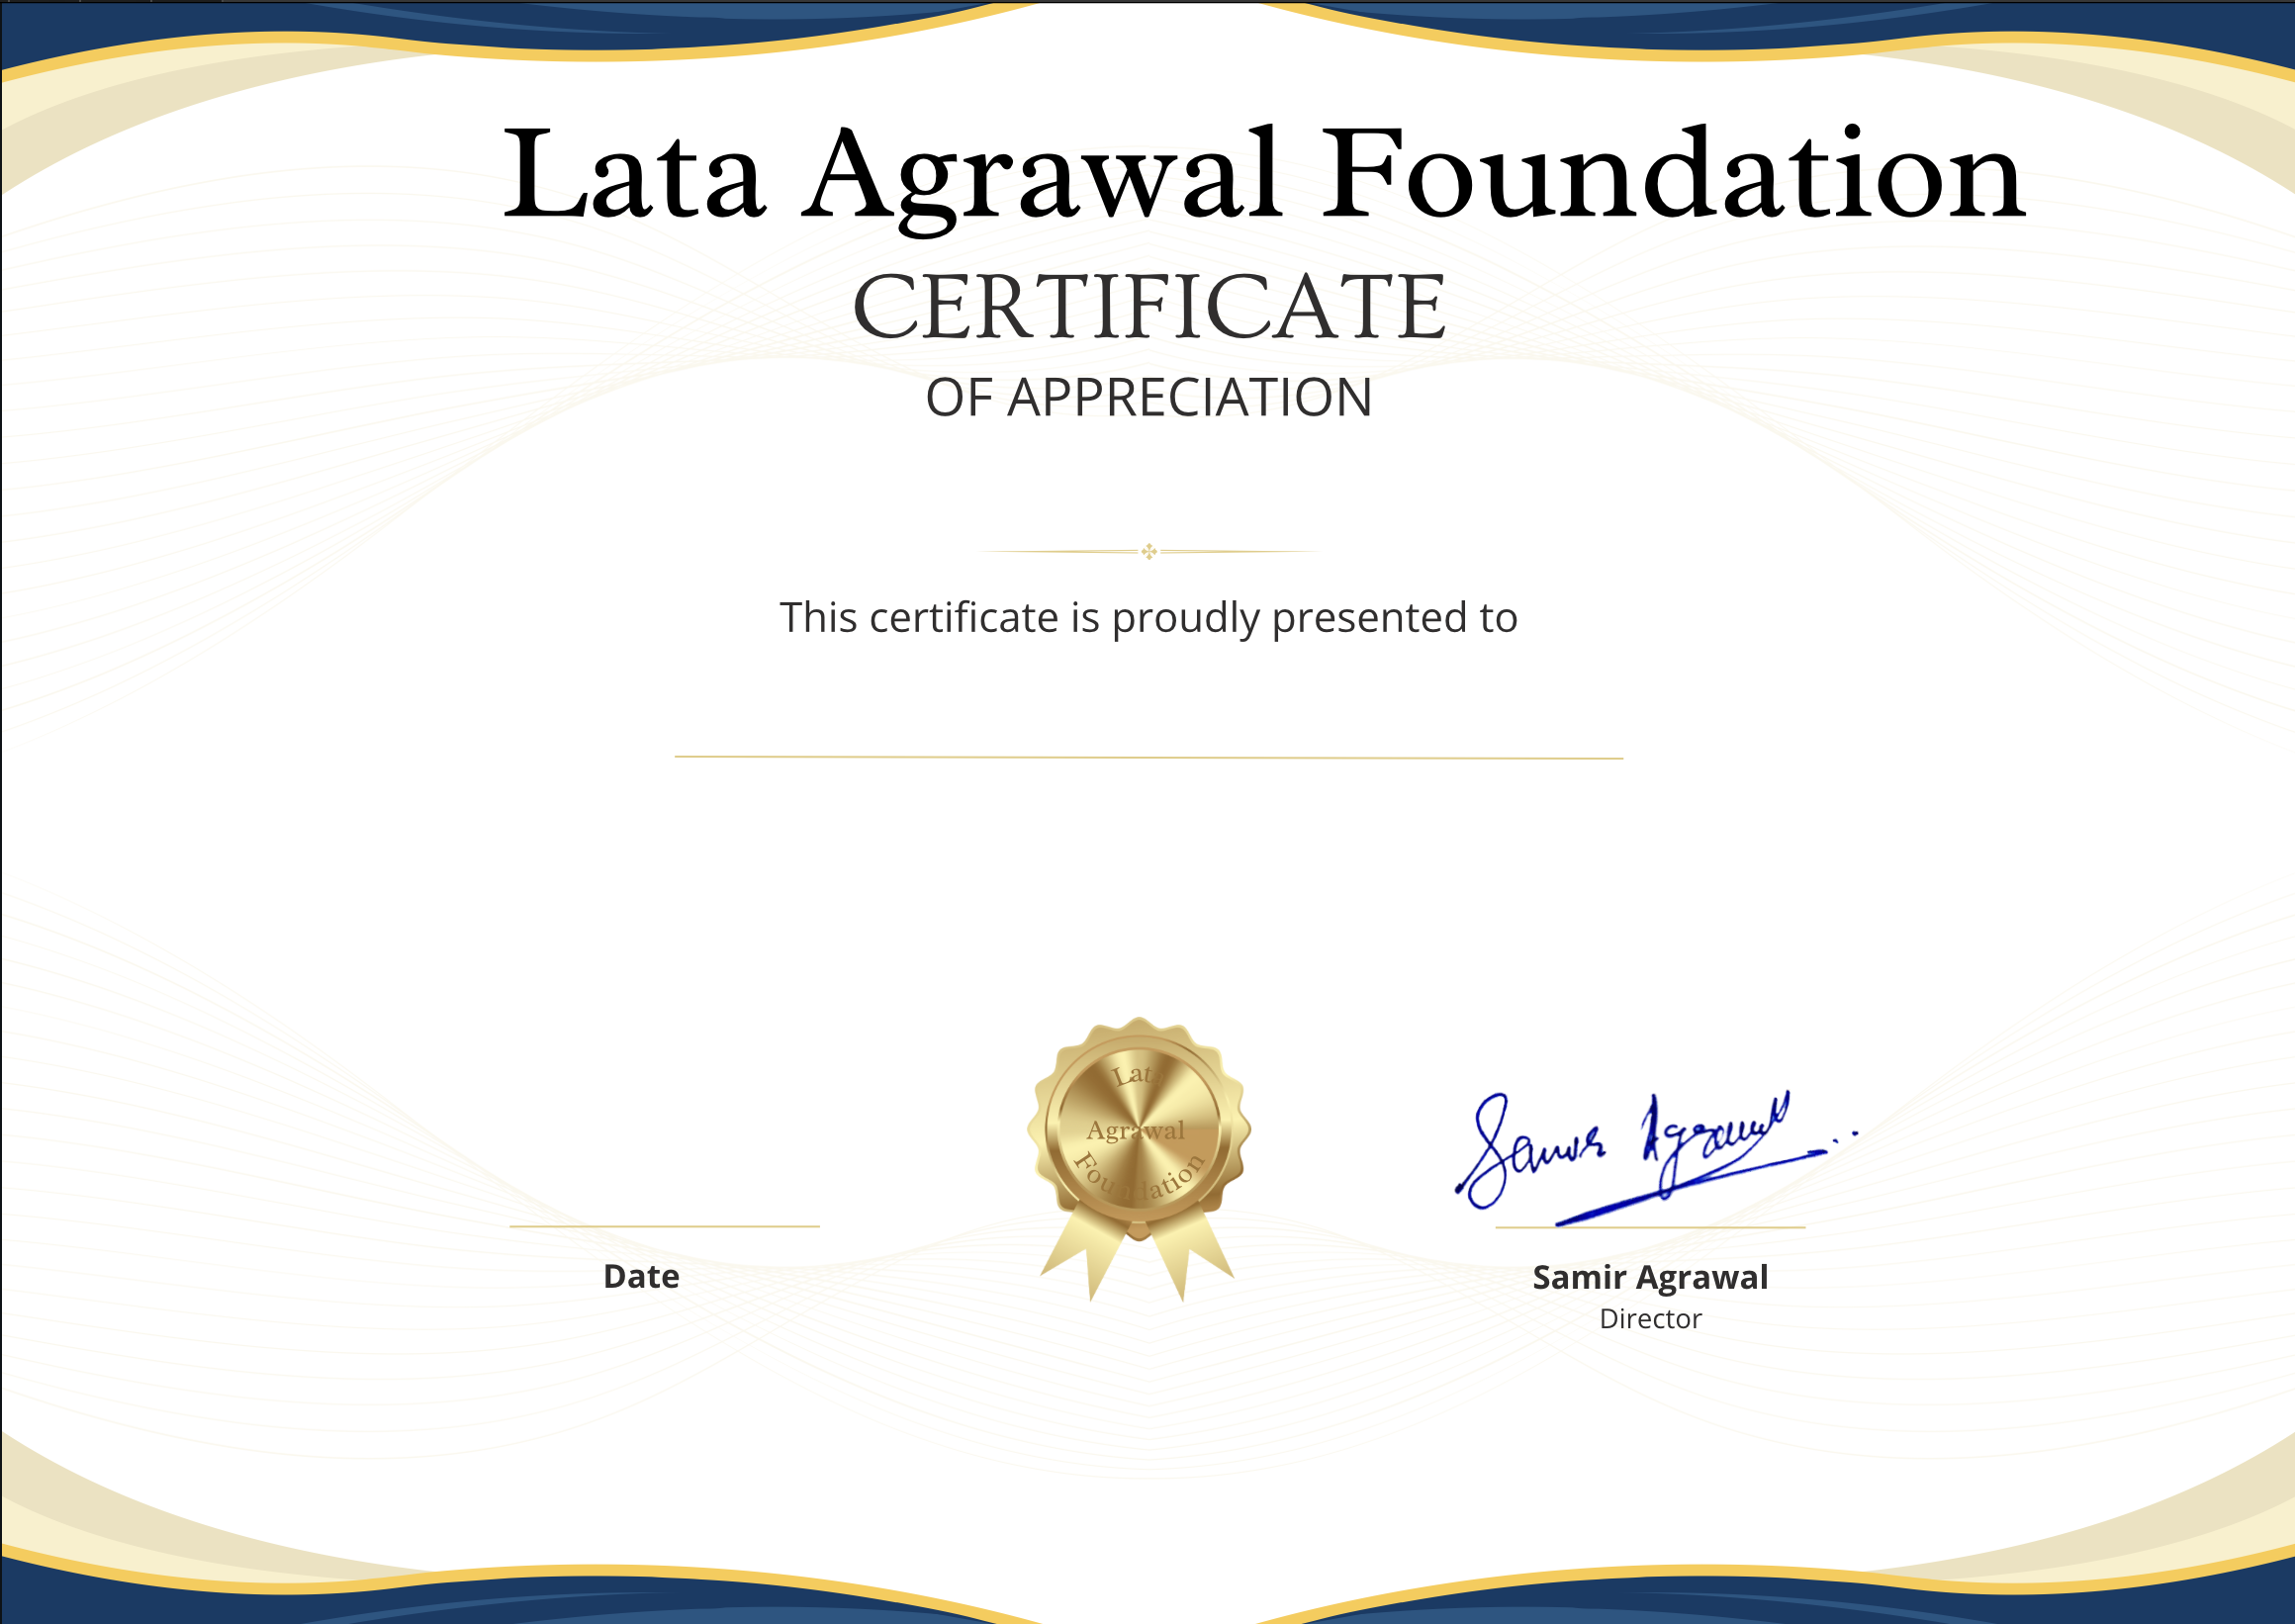 Lata Agrawal Foundation
CERTIFICATE
OF APPRECIATION
This certificate is proudly presented to
Lata
Agrawal
Foundation
Samir Agrawal
Date
Samir Agrawal
Director